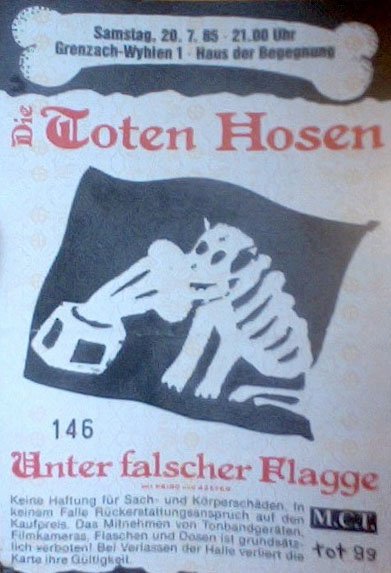 Samstag, 20. 7. 85 · 21.00 Uhr
Grenzach-Wyhlen 1 · Haus der Begegnung
Die Toten Hosen
146
Unter falscher Flagge
Keine Haftung für Sach- und Körperschäden. In
keinem Falle Rückerstattungsanspruch auf den
Kaufpreis. Das Mitnehmen von Tonbandgeräten,
Filmkameras, Flaschen und Dosen ist grundsätz-
lich verboten! Bei Verlassen der Halle verliert die
Karte ihre Gültigkeit.
M.C.T.
tot 99